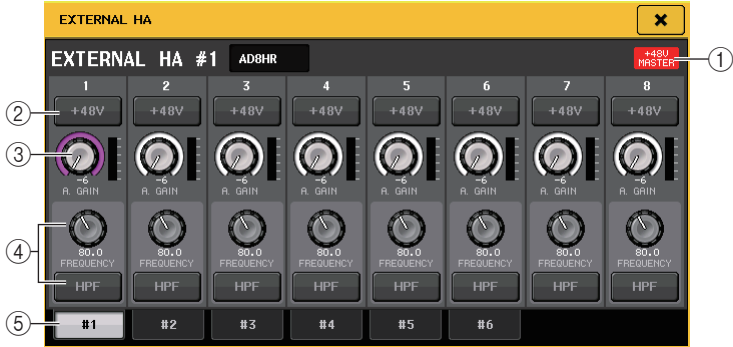 EXTERNAL HA
EXTERNAL HA #1 AD8HR
+48V
MASTER
1
1 2 3 4 5 6 7 8
2
+48V +48V +48V +48V +48V +48V +48V +48V
3
-6 -6 -6 -6 -6 -6 -6 -6
A. GAIN A. GAIN A. GAIN A. GAIN A. GAIN A. GAIN A. GAIN A. GAIN
4
80.0 80.0 80.0 80.0 80.0 80.0 80.0 80.0
FREQUENCY FREQUENCY FREQUENCY FREQUENCY FREQUENCY FREQUENCY FREQUENCY FREQUENCY
HPF HPF HPF HPF HPF HPF HPF HPF
5
#1 #2 #3 #4 #5 #6